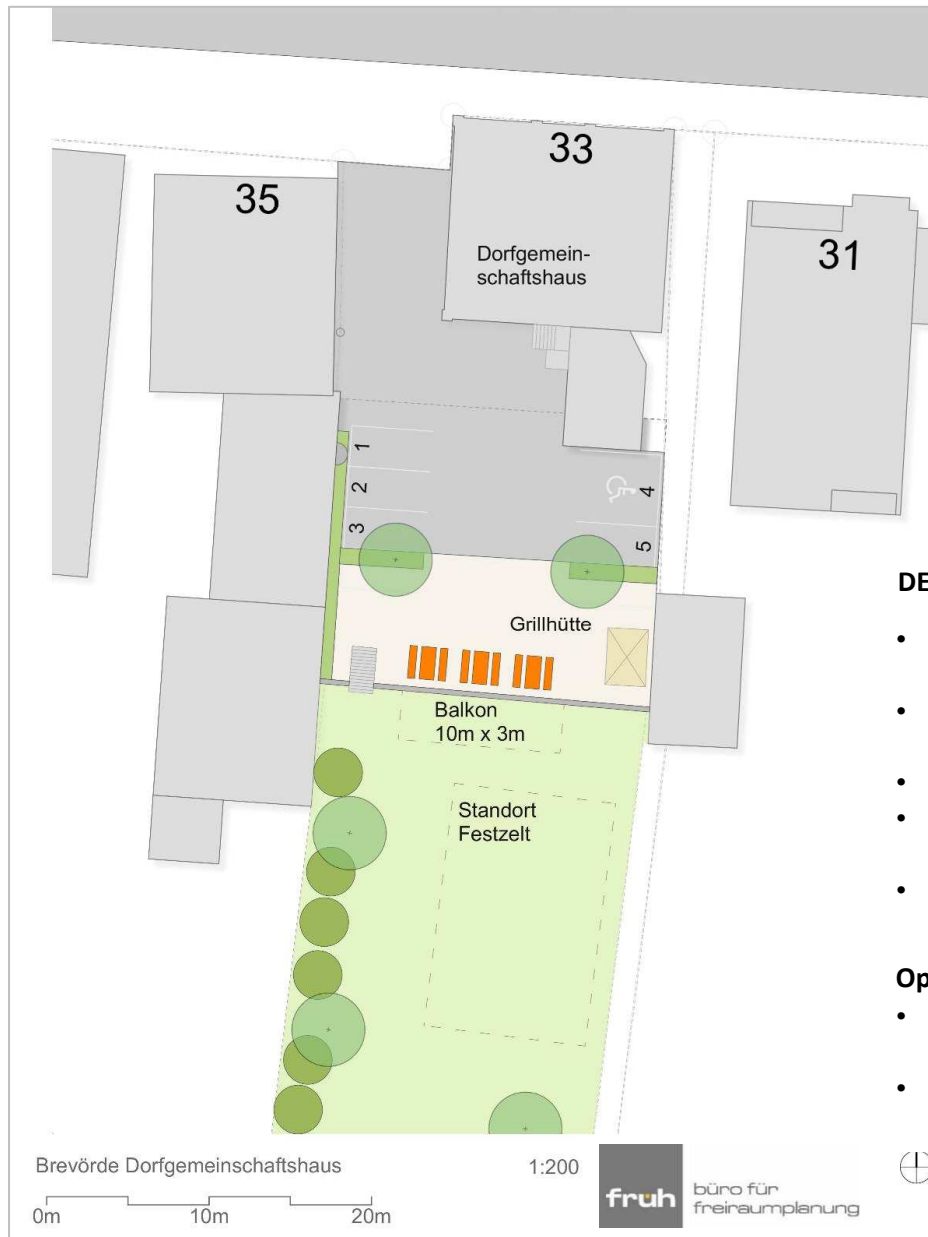 35
33
31
Dorfgemein-
schaftshaus
1
2
3
4
5
Grillhütte
Balkon
10m x 3m
Standort
Festzelt
DE
•
•
•
•
•
Op
•
•
Brevörde Dorfgemeinschaftshaus
1:200
0m
10m
20m
früh
büro für
freiraumplanung